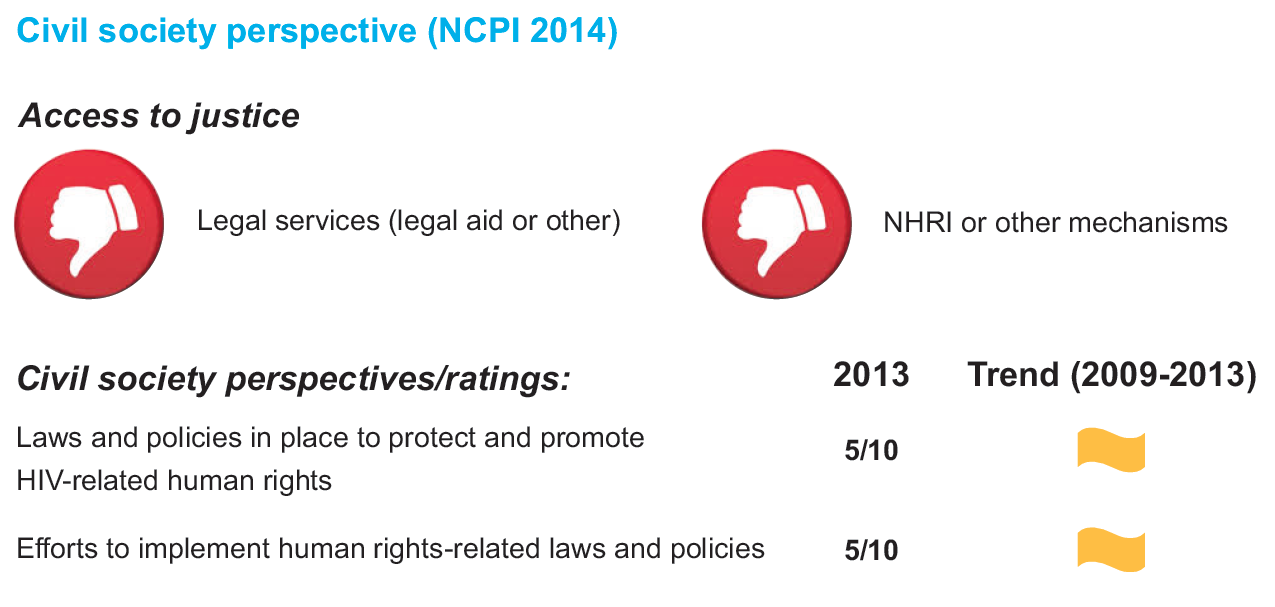 Civil society perspective (NCPI 2014)
Access to justice
Legal services (legal aid or other)
NHRI or other mechanisms
Civil society perspectives/ratings: 2013 Trend (2009-2013)
Laws and policies in place to protect and promote
HIV-related human rights
5/10
Efforts to implement human rights-related laws and policies 5/10